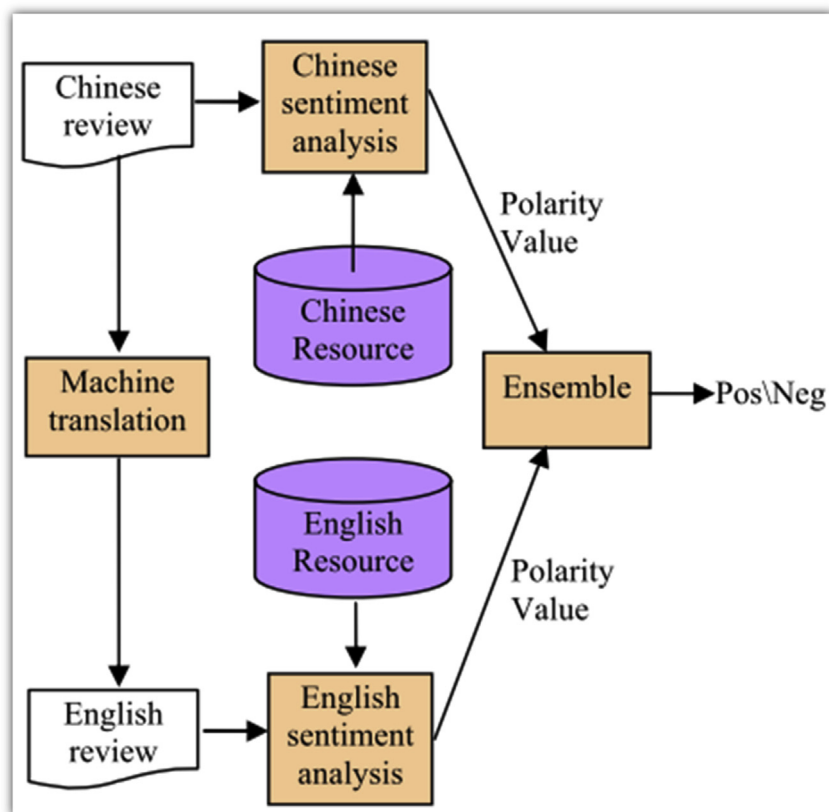 Chinese
review
Chinese
sentiment
analysis
Polarity
Value
Chinese
Resource
Machine
translation
Ensemble
Pos\Neg
English
Resource
Polarity
Value
English
review
English
sentiment
analysis